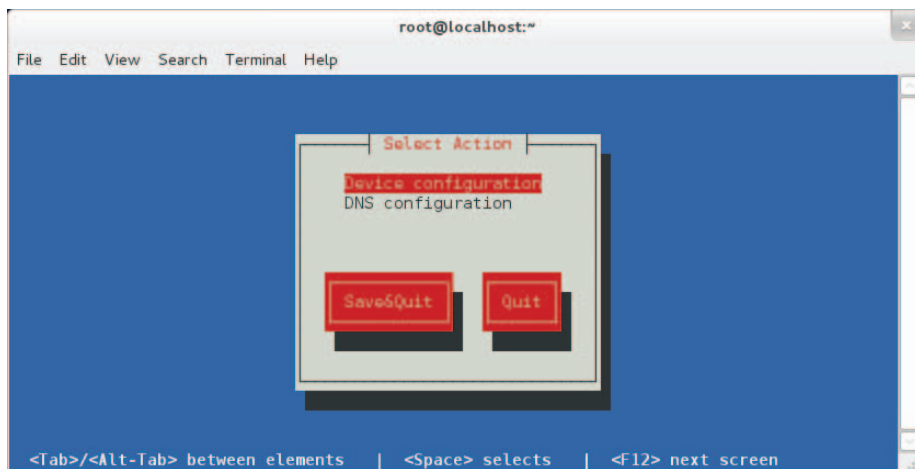 root@localhost:~
File Edit View Search Terminal Help
Select Action
Device configuration
DNS configuration
Save&Quit Quit
<Tab>/<Alt-Tab> between elements | <Space> selects | <F12> next screen